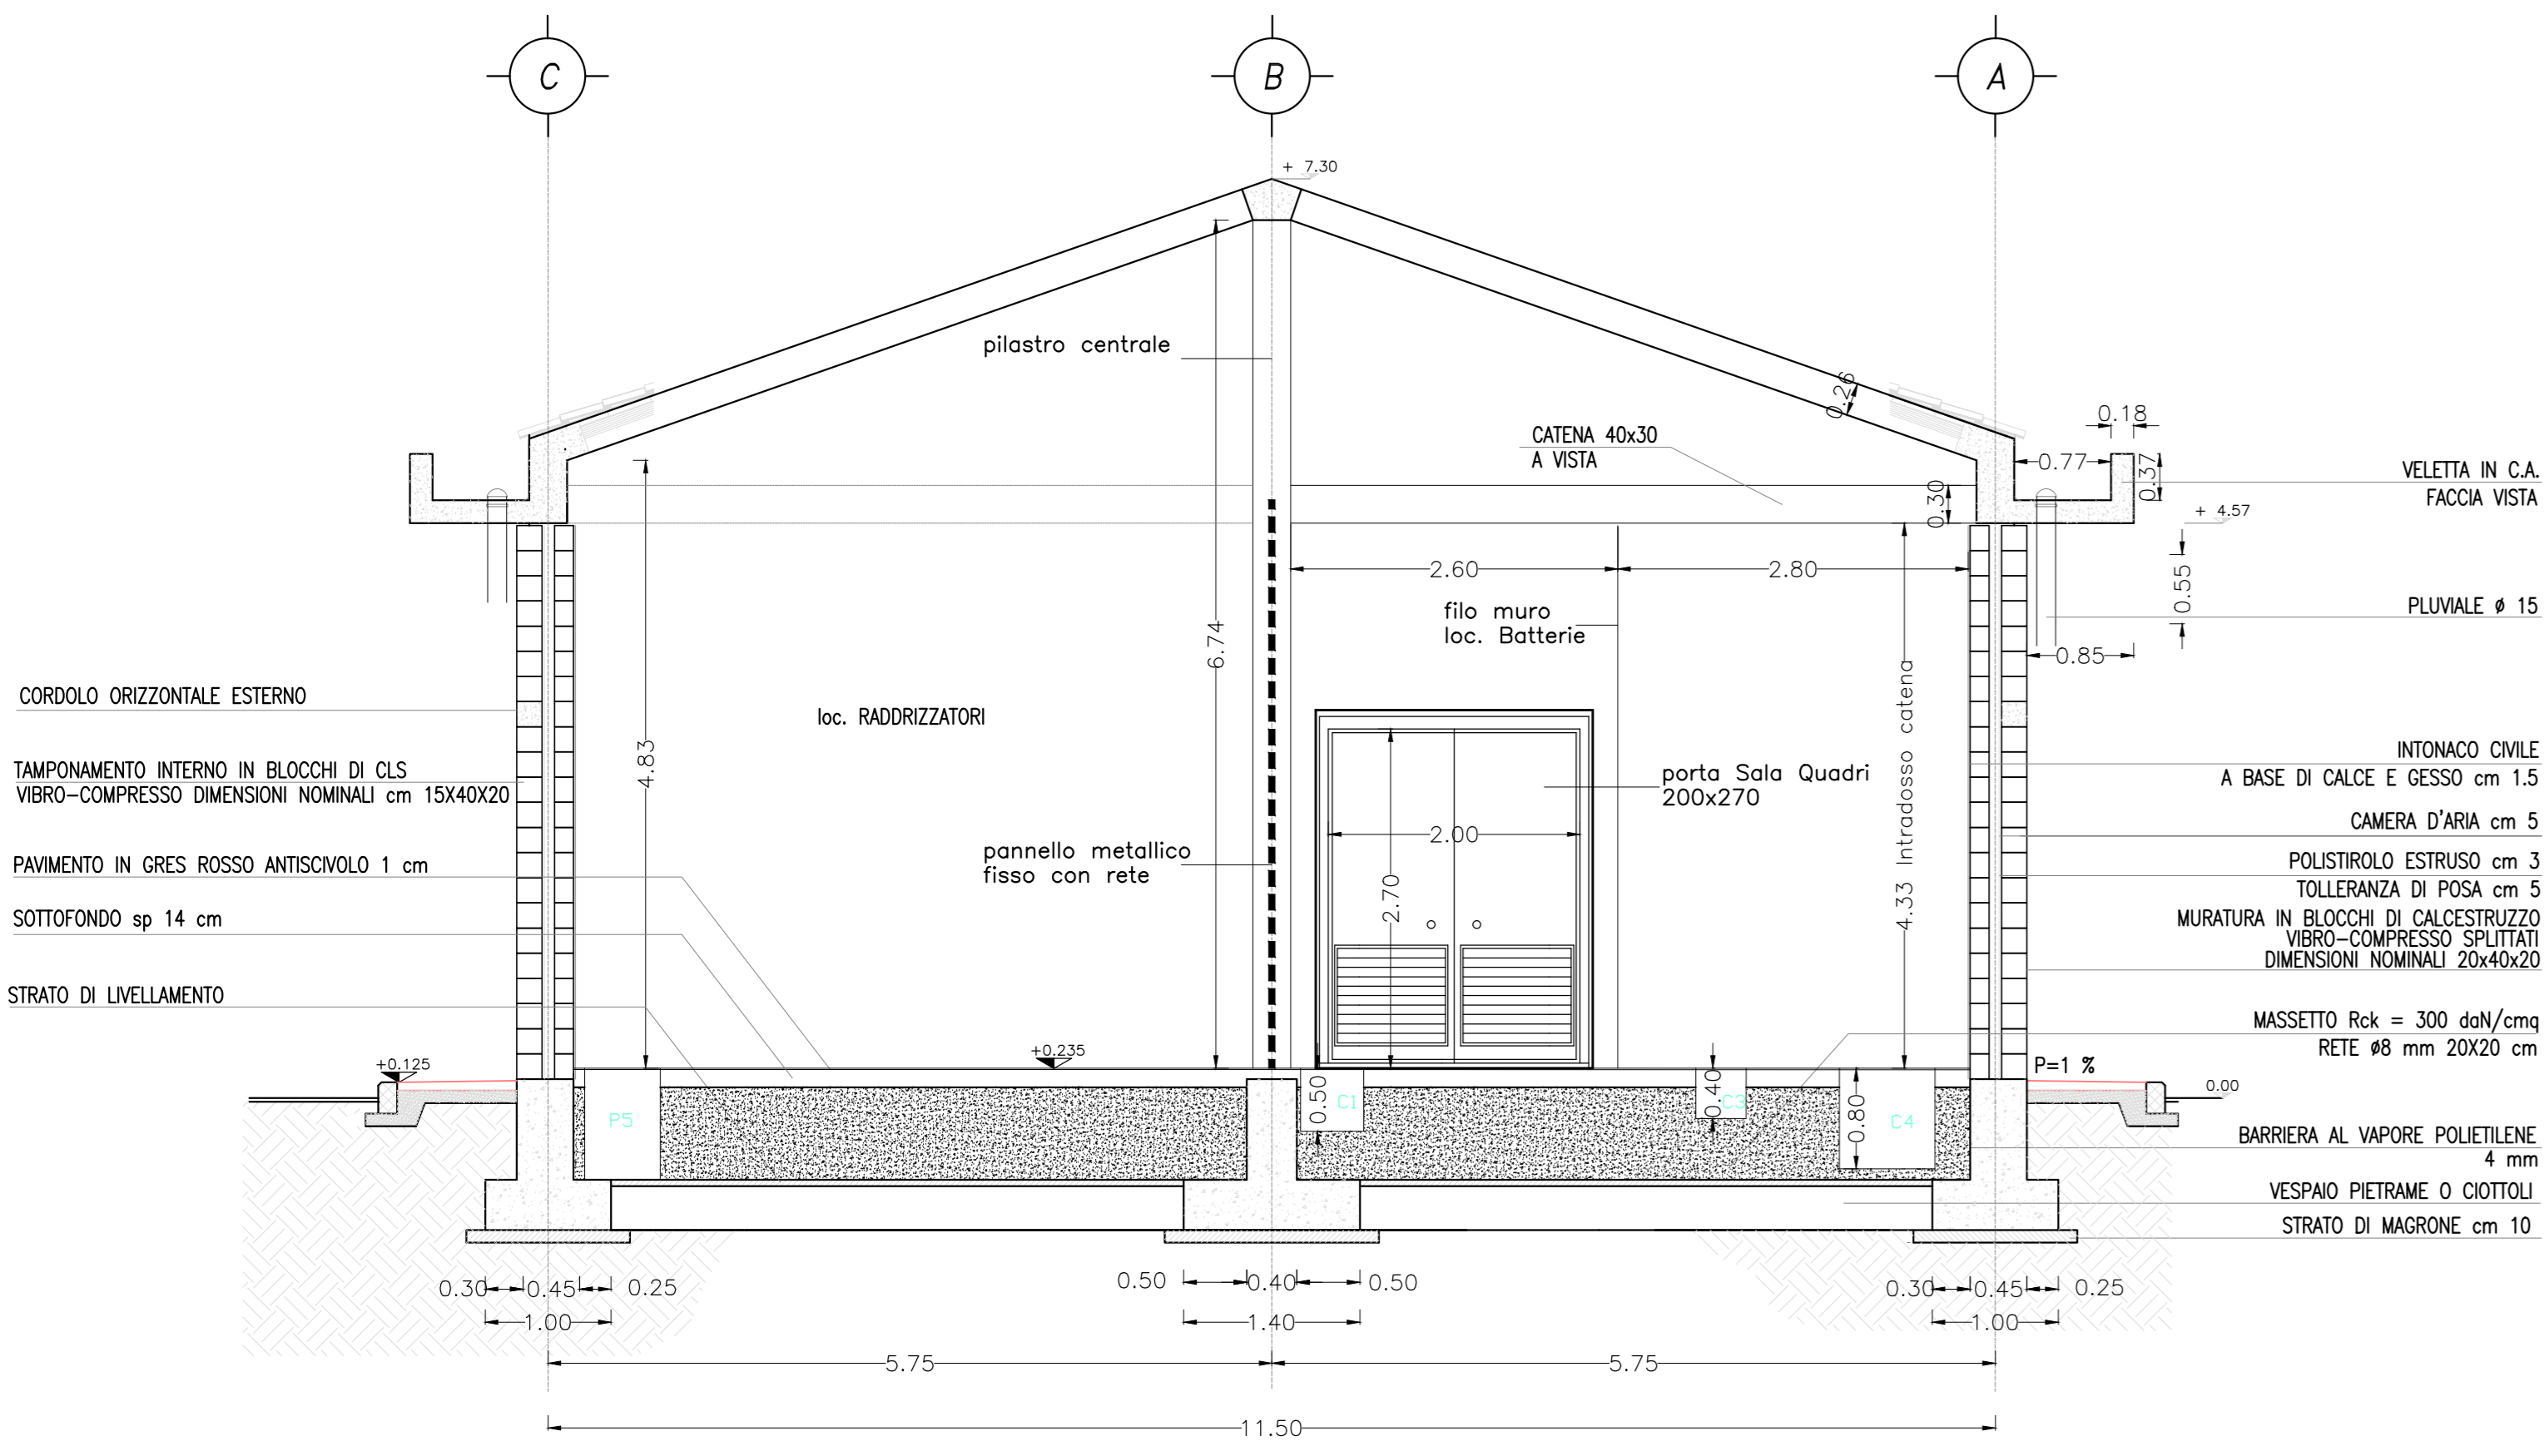 C
B
A
+ 7.30
pilastro centrale
0.26
CATENA 40x30
A VISTA
0.18
0.77
0.37
VELETTA IN C.A.
FACCIA VISTA
0.30
+ 4.57
2.60
2.80
0.55
filo muro
loc. Batterie
PLUVIALE ø 15
6.74
0.85
CORDOLO ORIZZONTALE ESTERNO
loc. RADDRIZZATORI
4.83
4.33 Intradosso catena
INTONACO CIVILE
A BASE DI CALCE E GESSO cm 1.5
TAMPONAMENTO INTERNO IN BLOCCHI DI CLS
VIBRO-COMPRESSO DIMENSIONI NOMINALI cm 15X40X20
porta Sala Quadri
200x270
CAMERA D'ARIA cm 5
2.00
PAVIMENTO IN GRES ROSSO ANTISCIVOLO 1 cm
pannello metallico
fisso con rete
POLISTIROLO ESTRUSO cm 3
TOLLERANZA DI POSA cm 5
2.70
SOTTOFONDO sp 14 cm
MURATURA IN BLOCCHI DI CALCESTRUZZO
VIBRO-COMPRESSO SPLITTATI
DIMENSIONI NOMINALI 20x40x20
STRATO DI LIVELLAMENTO
MASSETTO Rck = 300 daN/cmq
RETE ø8 mm 20X20 cm
+0.125
+0.235
P=1 %
0.00
P5
0.50
C1
0.40
C3
0.80
C4
BARRIERA AL VAPORE POLIETILENE
4 mm
VESPAIO PIETRAME O CIOTTOLI
STRATO DI MAGRONE cm 10
0.30
0.45
0.25
0.50
0.40
0.50
0.30
0.45
0.25
1.00
1.40
1.00
5.75
5.75
11.50